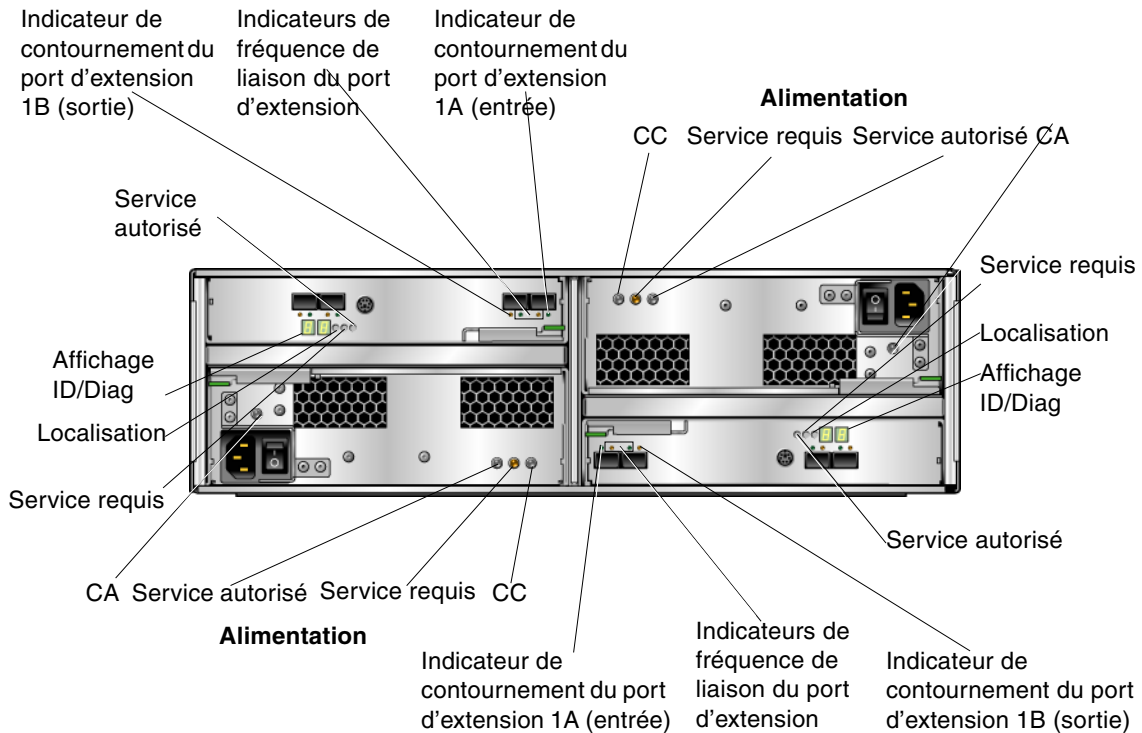 Indicateur de
contournement du
port d'extension
1B (sortie)
Indicateurs de
fréquence de
liaison du port
d'extension
Indicateur de
contournement du
port d'extension
1A (entrée)
Alimentation
CC Service requis Service autorisé CA
Service
autorisé
Service requis
Localisation
Affichage
ID/Diag
Affichage
ID/Diag
Localisation
Service requis
Service autorisé
CA Service autorisé Service requis CC
Alimentation
Indicateur de
contournement du port
d'extension 1A (entrée)
Indicateurs de
fréquence de
liaison du port
d'extension
Indicateur de
contournement du port
d'extension 1B (sortie)